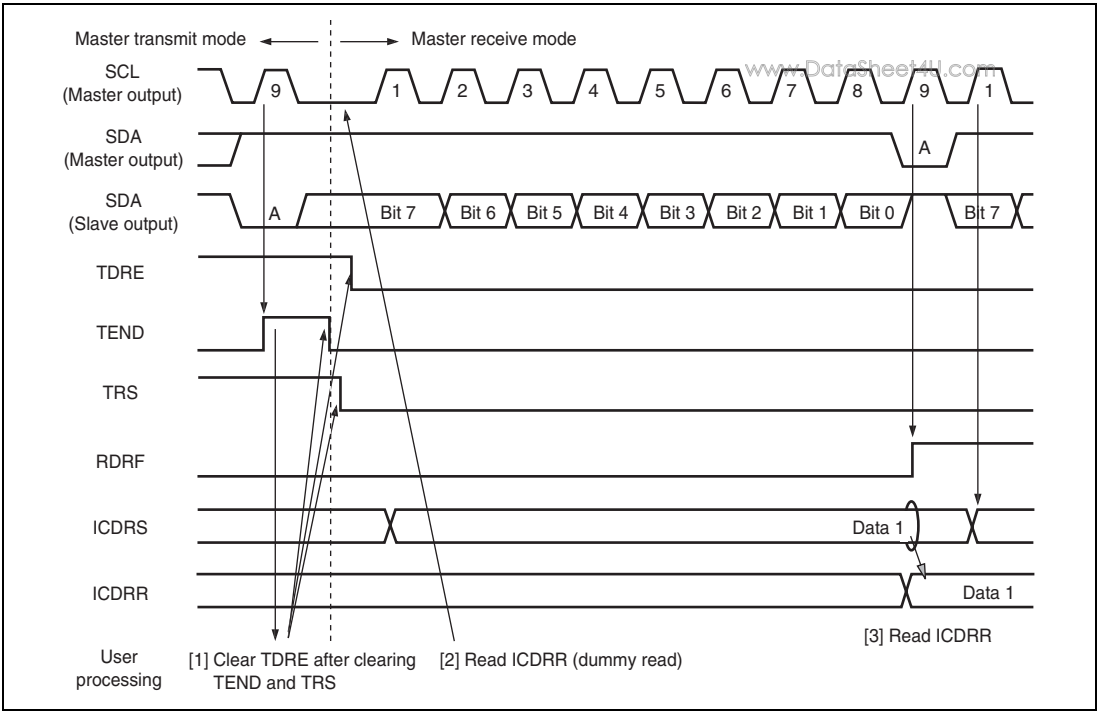 Master transmit mode
Master receive mode
www.DataSheet4U.com
SCL
(Master output)
9
1
2
3
4
5
6
7
8
9
1
SDA
(Master output)
A
SDA
(Slave output)
A
Bit 7
Bit 6
Bit 5
Bit 4
Bit 3
Bit 2
Bit 1
Bit 0
Bit 7
TDRE
TEND
TRS
RDRF
ICDRS
Data 1
ICDRR
Data 1
User
processing
[1] Clear TDRE after clearing
TEND and TRS
[2] Read ICDRR (dummy read)
[3] Read ICDRR